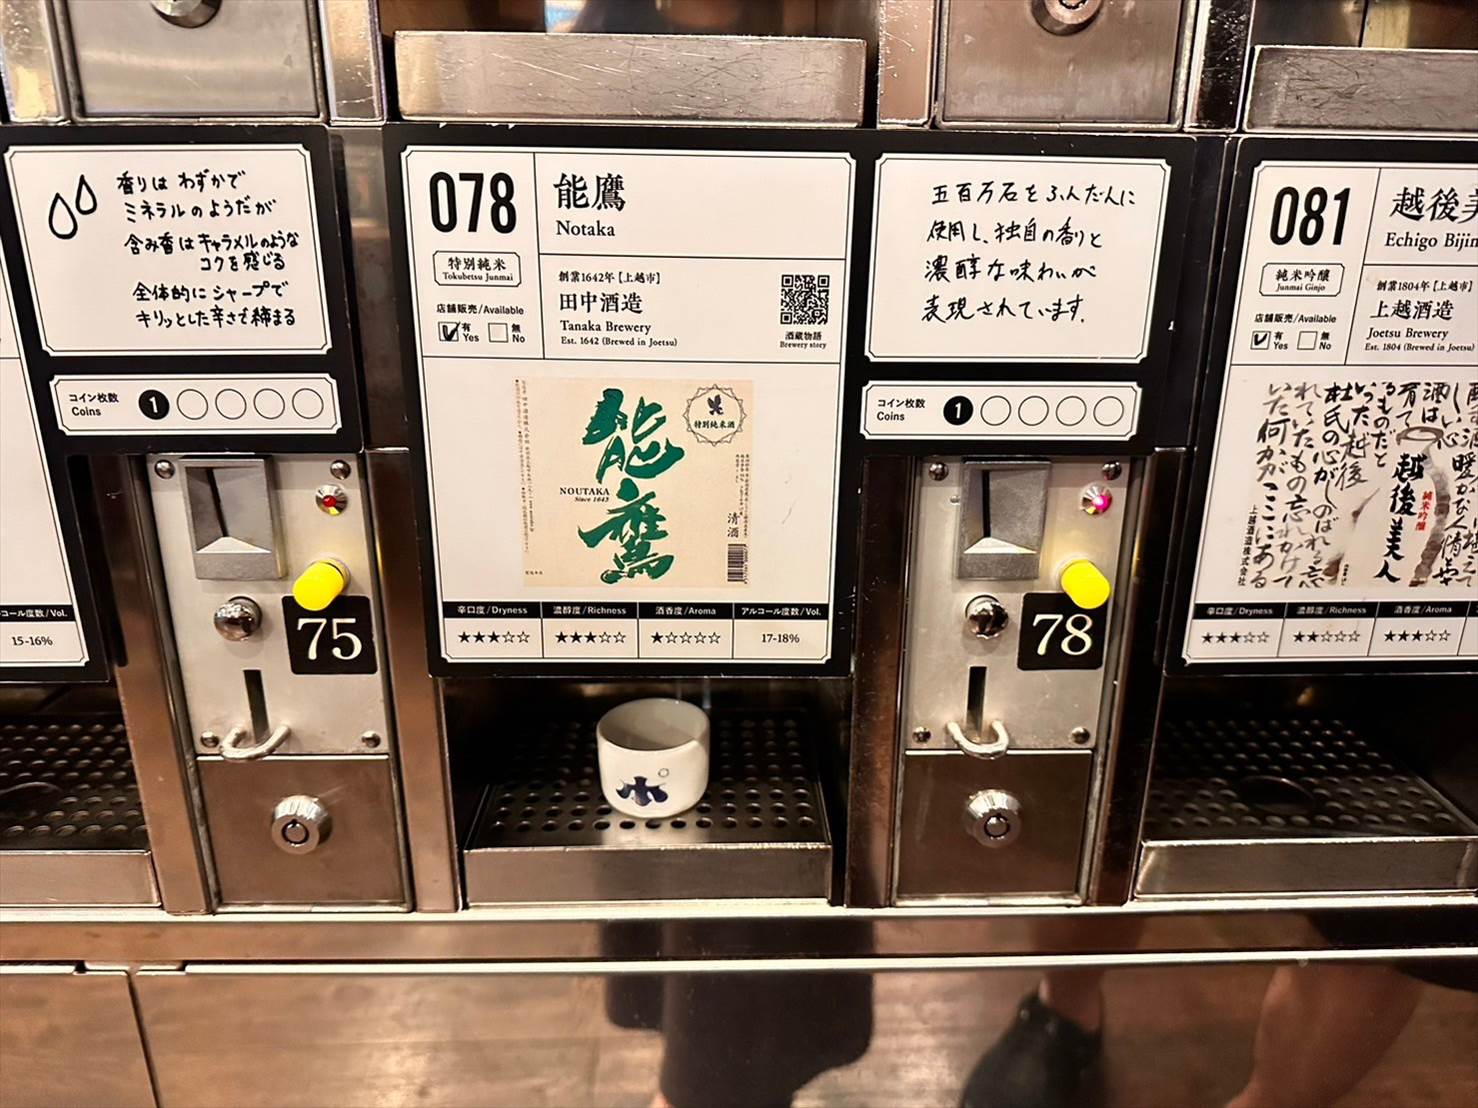 香りは わずかで
ミネラルのようだが
含み香はキャラメルのような
コクを感じる
全体的にシャープで
キリッとした辛さで締まる
コイン枚数
Coins
1
コール度数/Vol.
15-16%
75
078
能鷹
Notaka
特別純米
Tokubetsu Junmai
創業1642年【上越市】
田中酒造
Tanaka Brewery
Est. 1642 (Brewed in Joetsu)
店舗販売/Available
有
Yes
無
No
酒蔵物語
Brewery story
能鷹
特別純米酒
NOUTAKA
Since 1643
清酒
辛口度/Dryness
濃醇度/Richness
酒香度/Aroma
アルコール度数/Vol.
★★★☆☆
★★★☆☆
★☆☆☆☆
17-18%
五百万石をふんだんに
使用し、独自の香りと
濃醇な味わいが
表現されています。
コイン枚数
Coins
1
78
081
越後美
Echigo Bijin
純米吟醸
Junmai Ginjo
創業1804年【上越市】
上越酒造
Joetsu Brewery
Est. 1804 (Brewed in Joetsu)
店舗販売/Available
有
Yes
無
No
越後美人
純米吟醸
上越酒造株式会社
辛口度/Dryness
濃醇度/Richness
酒香度/Aroma
★★★☆☆
★★☆☆☆
★★★☆☆